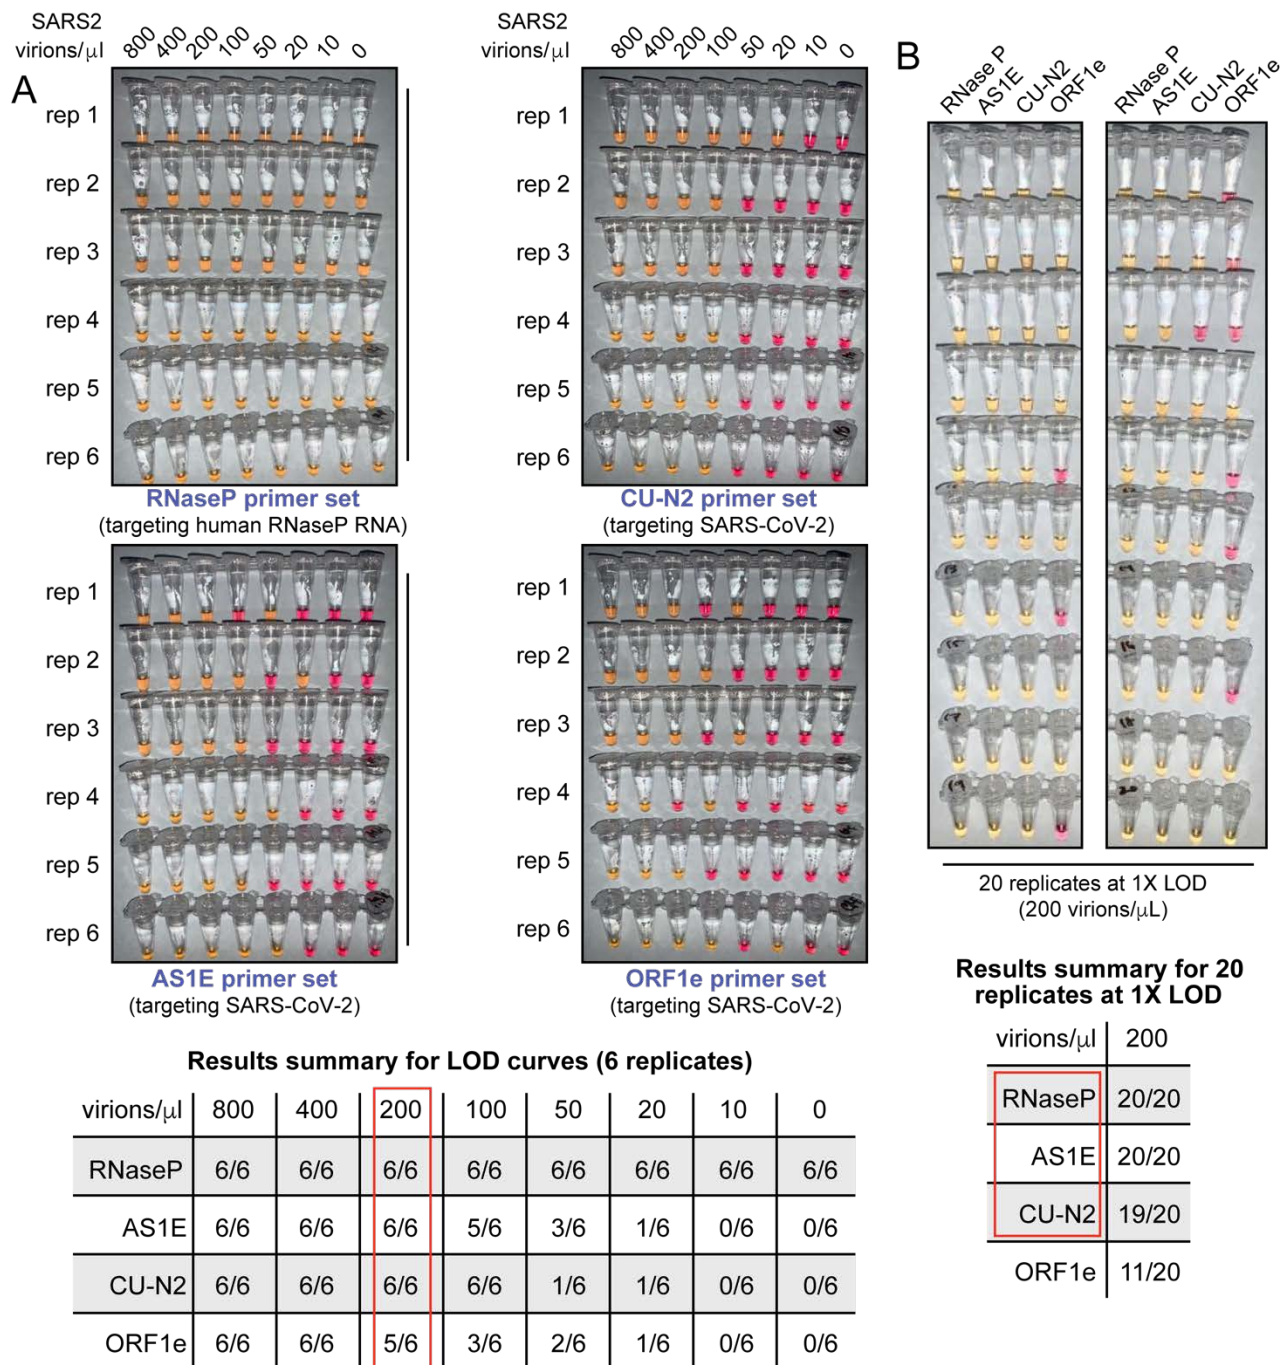 A
SARS2
virions/μl 800 400 200 100 50 20 10 0
rep 1
rep 2
rep 3
rep 4
rep 5
rep 6
RNaseP primer set
(targeting human RNaseP RNA)
SARS2
virions/μl 800 400 200 100 50 20 10 0
rep 1
rep 2
rep 3
rep 4
rep 5
rep 6
CU-N2 primer set
(targeting SARS-CoV-2)
rep 1
rep 2
rep 3
rep 4
rep 5
rep 6
AS1E primer set
(targeting SARS-CoV-2)
rep 1
rep 2
rep 3
rep 4
rep 5
rep 6
ORF1e primer set
(targeting SARS-CoV-2)
Results summary for LOD curves (6 replicates)
virions/μl 800 400 200 100 50 20 10 0
RNaseP 6/6 6/6 6/6 6/6 6/6 6/6 6/6 6/6
AS1E 6/6 6/6 6/6 5/6 3/6 1/6 0/6 0/6
CU-N2 6/6 6/6 6/6 6/6 1/6 1/6 0/6 0/6
ORF1e 6/6 6/6 5/6 3/6 2/6 1/6 0/6 0/6
B
RNase P AS1E CU-N2 ORF1e
RNase P AS1E CU-N2 ORF1e
20 replicates at 1X LOD
(200 virions/μL)
Results summary for 20
replicates at 1X LOD
virions/μl 200
RNaseP 20/20
AS1E 20/20
CU-N2 19/20
ORF1e 11/20